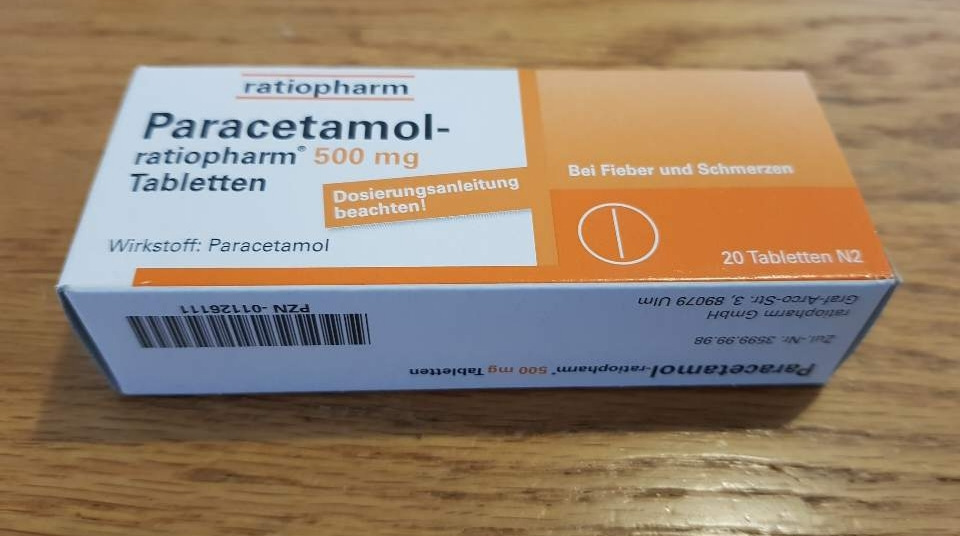 ratiopharm
Paracetamol-
ratiopharm® 500 mg
Tabletten
Dosierungsanleitung
beachten!
Wirkstoff: Paracetamol
Bei Fieber und Schmerzen
20 Tabletten N2
Paracetamol-ratiopharm® 500 mg Tabletten
Zul.-Nr. 3599.99.98
ratiopharm GmbH
Graf-Arco-Str. 3, 89079 Ulm
PZN -01126111